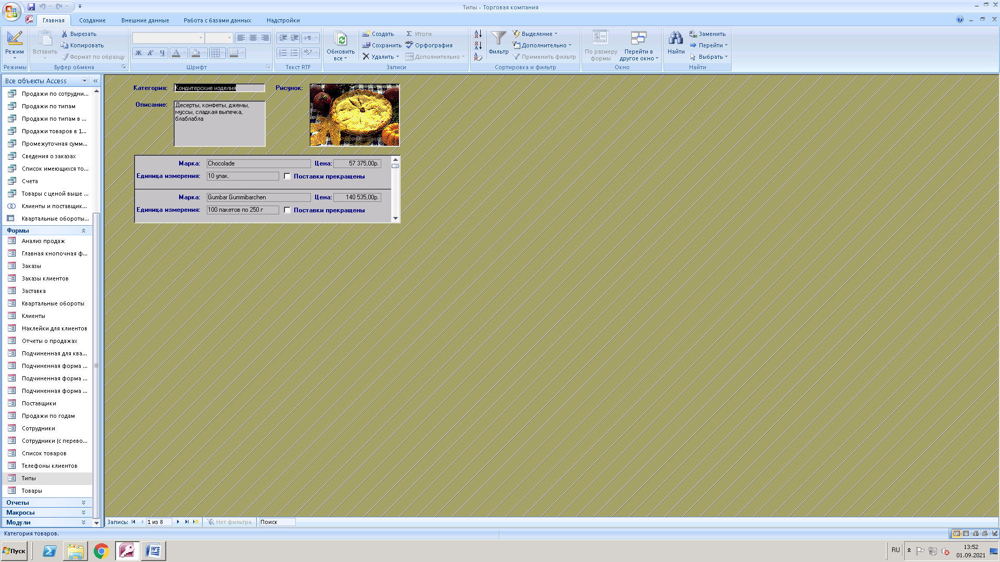 Типы - Торговая компания
Главная Создание Внешние данные Работа с базами данных Надстройки
Режим
Режимы
Вставить
Вырезать
Копировать
Формат по образцу
Буфер обмена
Ж К Ч А
Шрифт
Текст RTF
Обновить
все
Создать
Сохранить
Удалить
Σ Итоги
ABC Орфография
Дополнительно
Записи
Фильтр
Выделение
Дополнительно
Применить фильтр
Сортировка и фильтр
По размеру
формы
Перейти в
другое окно
Окно
Найти
Заменить
Перейти
Выбрать
Найти
Все объекты Access
Продажи по сотрудни...
Продажи по типам
Продажи по типам в ...
Продажи товаров в 1...
Промежуточная сумм...
Сведения о заказах
Список имеющихся то...
Счета
Товары с ценой выше ...
Клиенты и поставщик...
Квартальные обороты...
Формы
Анализ продаж
Главная кнопочная ф...
Заказы
Заказы клиентов
Заставка
Квартальные обороты
Клиенты
Наклейки для клиентов
Отчеты о продажах
Подчиненная для ква...
Подчиненная форма ...
Подчиненная форма ...
Подчиненная форма ...
Поставщики
Продажи по годам
Сотрудники
Сотрудники (с перево...
Список товаров
Телефоны клиентов
Типы
Товары
Отчеты
Макросы
Модули
Категория: Кондитерские изделия Рисунок:
Описание: Десерты, конфеты, джемы,
муссы, сладкая выпечка,
блаблабла
Марка: Chocolade Цена: 57 375,00р.
Единица измерения: 10 упак. Поставки прекращены
Марка: Gumbar Gummibarchen Цена: 140 535,00р.
Единица измерения: 100 пакетов по 250 г Поставки прекращены
Запись: 1 из 8 Нет фильтра Поиск
Категория товаров.
Пуск
RU
13:52
01.09.2021